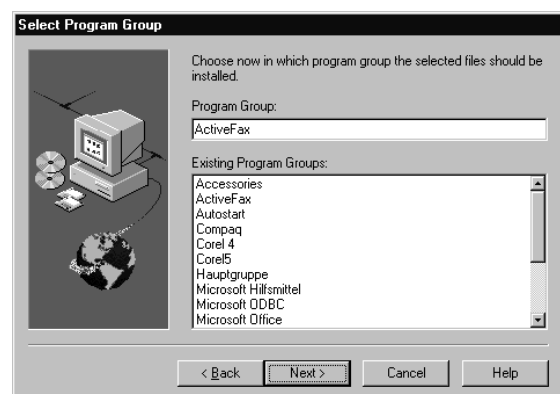 Select Program Group
Choose now in which program group the selected files should be
installed.
Program Group:
ActiveFax
Existing Program Groups:
Accessories
ActiveFax
Autostart
Compaq
Corel 4
Corel5
Hauptgruppe
Microsoft Hilfsmittel
Microsoft ODBC
Microsoft Office
< Back
Next >
Cancel
Help